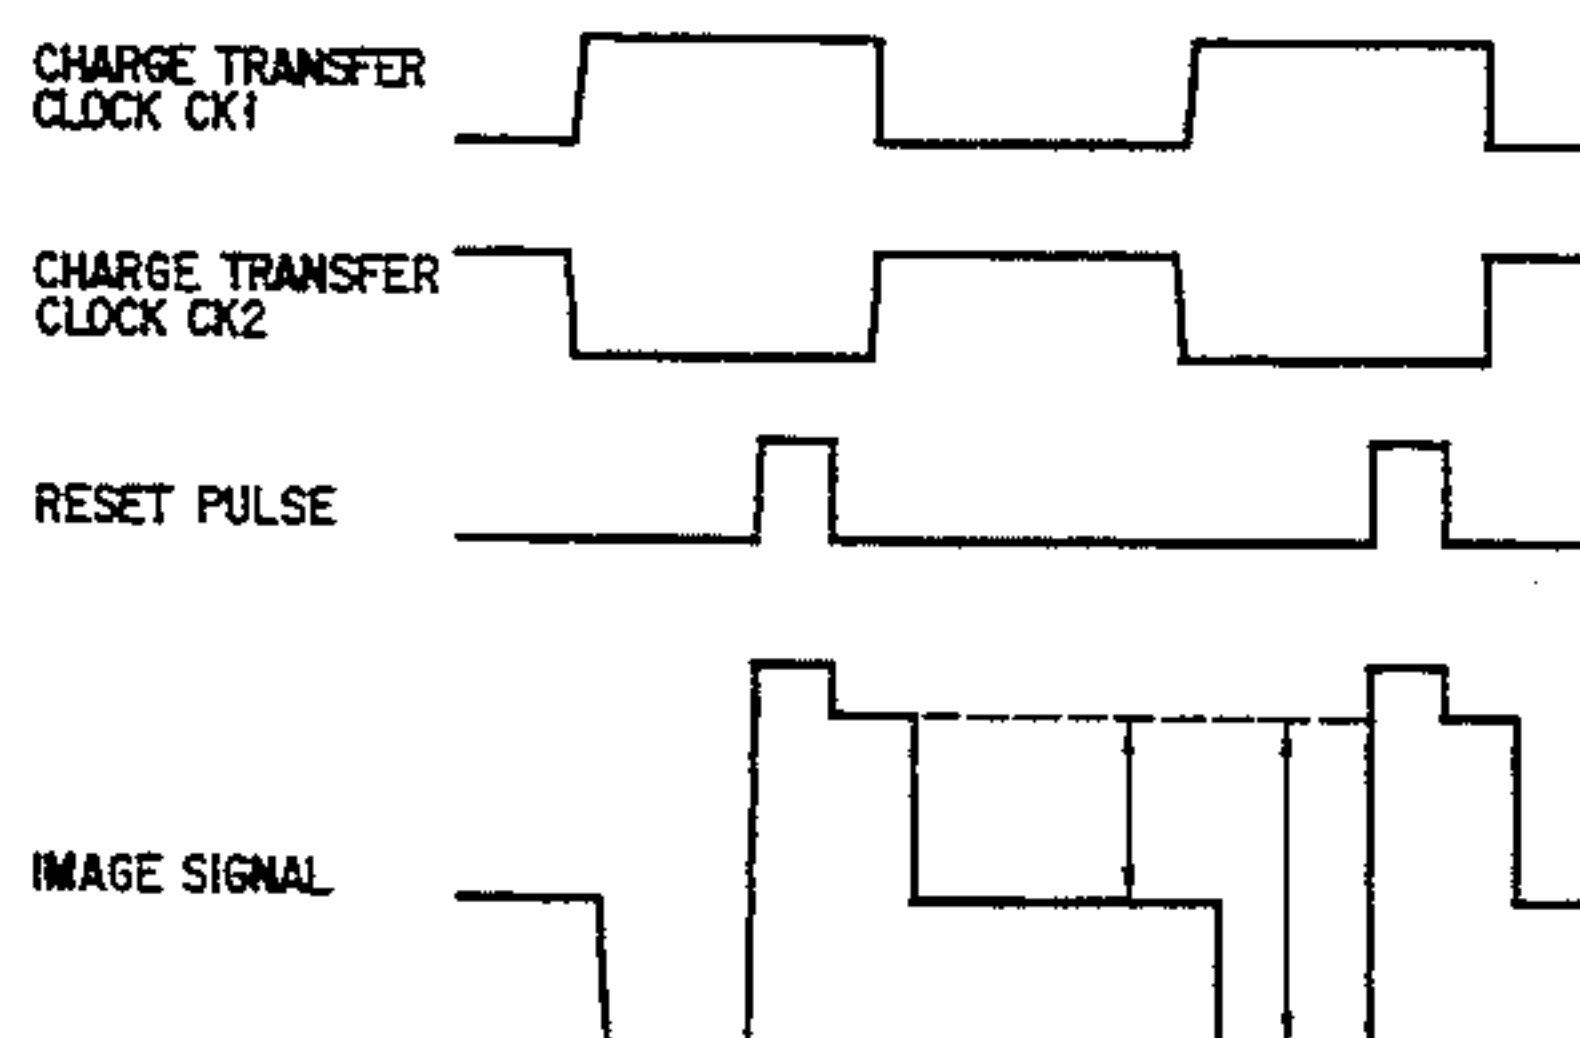 CHARGE TRANSFER
CLOCK CK1
CHARGE TRANSFER
CLOCK CK2
RESET PULSE
IMAGE SIGNAL